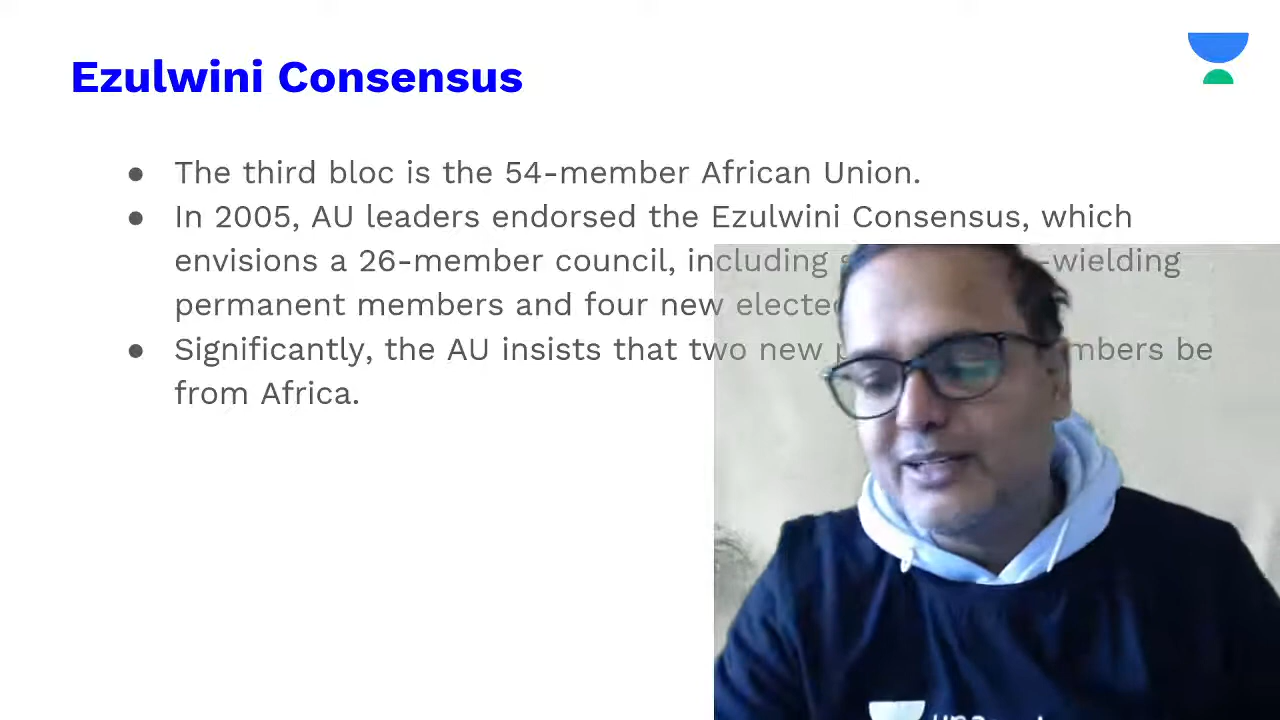 Ezulwini Consensus
● The third bloc is the 54-member African Union.
● In 2005, AU leaders endorsed the Ezulwini Consensus, which
envisions a 26-member council, including -wielding
permanent members and four new
● Significantly, the AU insists that two new be
from Africa.